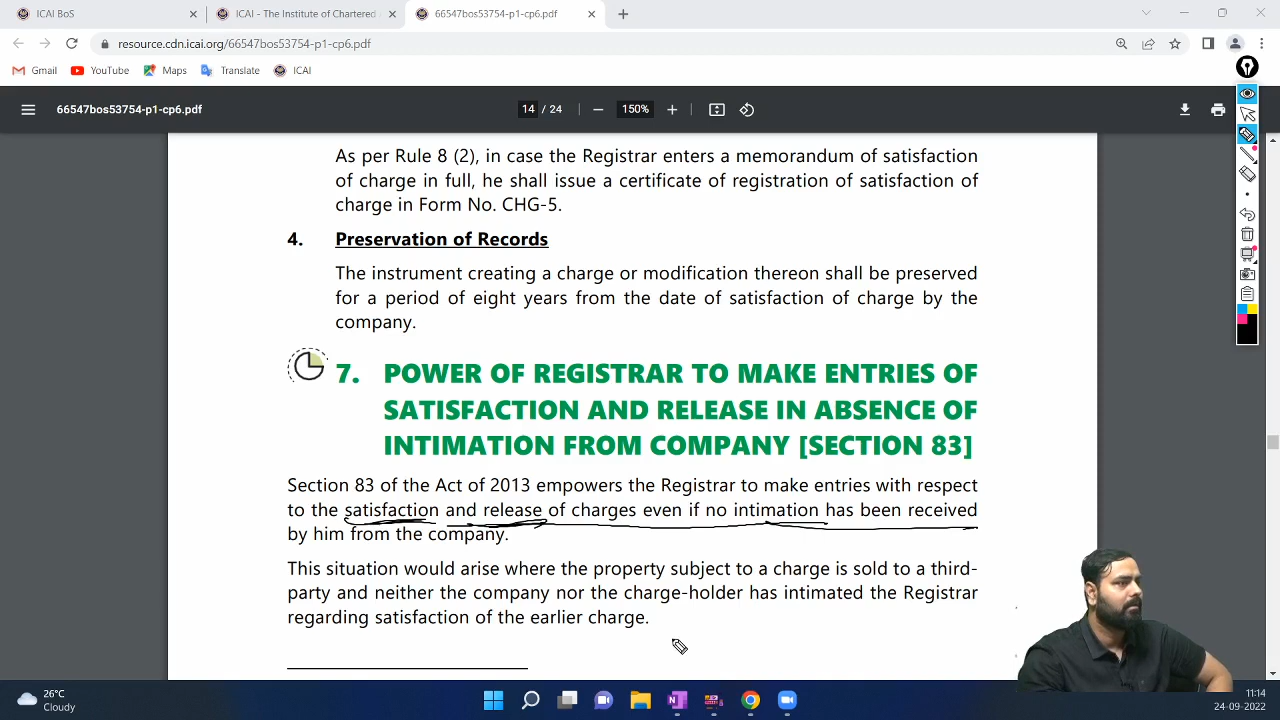 ICAI BoS
ICAI - The Institute of Chartered
66547bos53754-p1-cp6.pdf
resource.cdn.icai.org/66547bos53754-p1-cp6.pdf
Gmail YouTube Maps Translate ICAI
66547bos53754-p1-cp6.pdf
14 / 24
150%
As per Rule 8 (2), in case the Registrar enters a memorandum of satisfaction
of charge in full, he shall issue a certificate of registration of satisfaction of
charge in Form No. CHG-5.
4. Preservation of Records
The instrument creating a charge or modification thereon shall be preserved
for a period of eight years from the date of satisfaction of charge by the
company.
7. POWER OF REGISTRAR TO MAKE ENTRIES OF
SATISFACTION AND RELEASE IN ABSENCE OF
INTIMATION FROM COMPANY [SECTION 83]
Section 83 of the Act of 2013 empowers the Registrar to make entries with respect
to the satisfaction and release of charges even if no intimation has been received
by him from the company.
This situation would arise where the property subject to a charge is sold to a third-
party and neither the company nor the charge-holder has intimated the Registrar
regarding satisfaction of the earlier charge.
26°C
Cloudy
11:14
24-09-2022